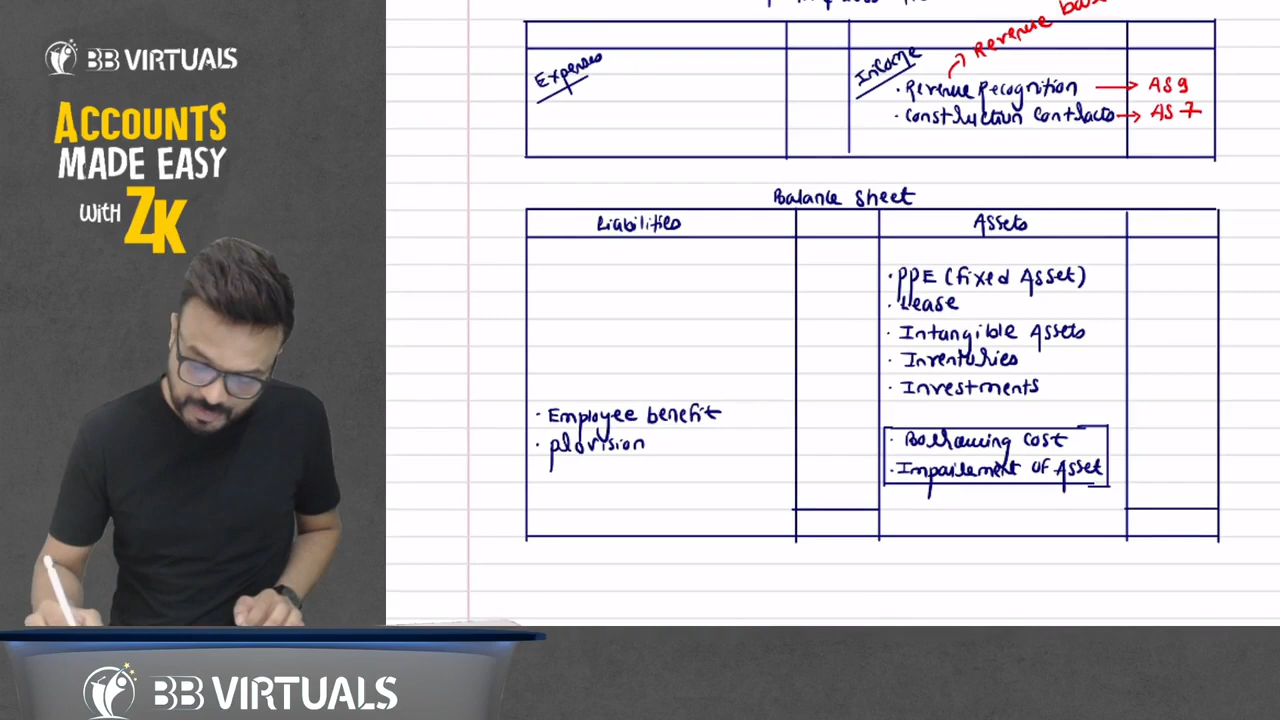 BB VIRTUALS
ACCOUNTS
MADE EASY
WITH ZK
Revenue
Expenses
Income
· Revenue Recognition → AS 9
· Construction Contracts → AS 7
Balance sheet
Liabilities
Assets
· PPE (Fixed Asset)
· Lease
· Intangible Assets
· Inventories
· Investments
· Employee benefit
· Provision
· Borrowing cost
· Impairement of Asset
BB VIRTUALS